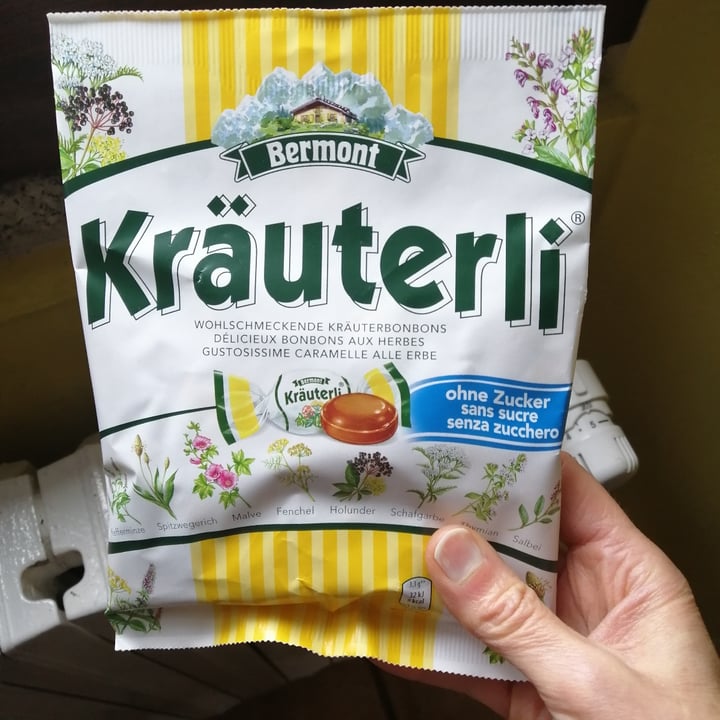 Bermont
Kräuterli®
WOHLSCHMECKENDE KRÄUTERBONBONS
DÉLICIEUX BONBONS AUX HERBES
GUSTOSISSIME CARAMELLE ALLE ERBE
Bermont
Kräuterli
ohne Zucker
sans sucre
senza zucchero
Spitzwegerich Malve Fenchel Holunder Schafgarbe Salbei